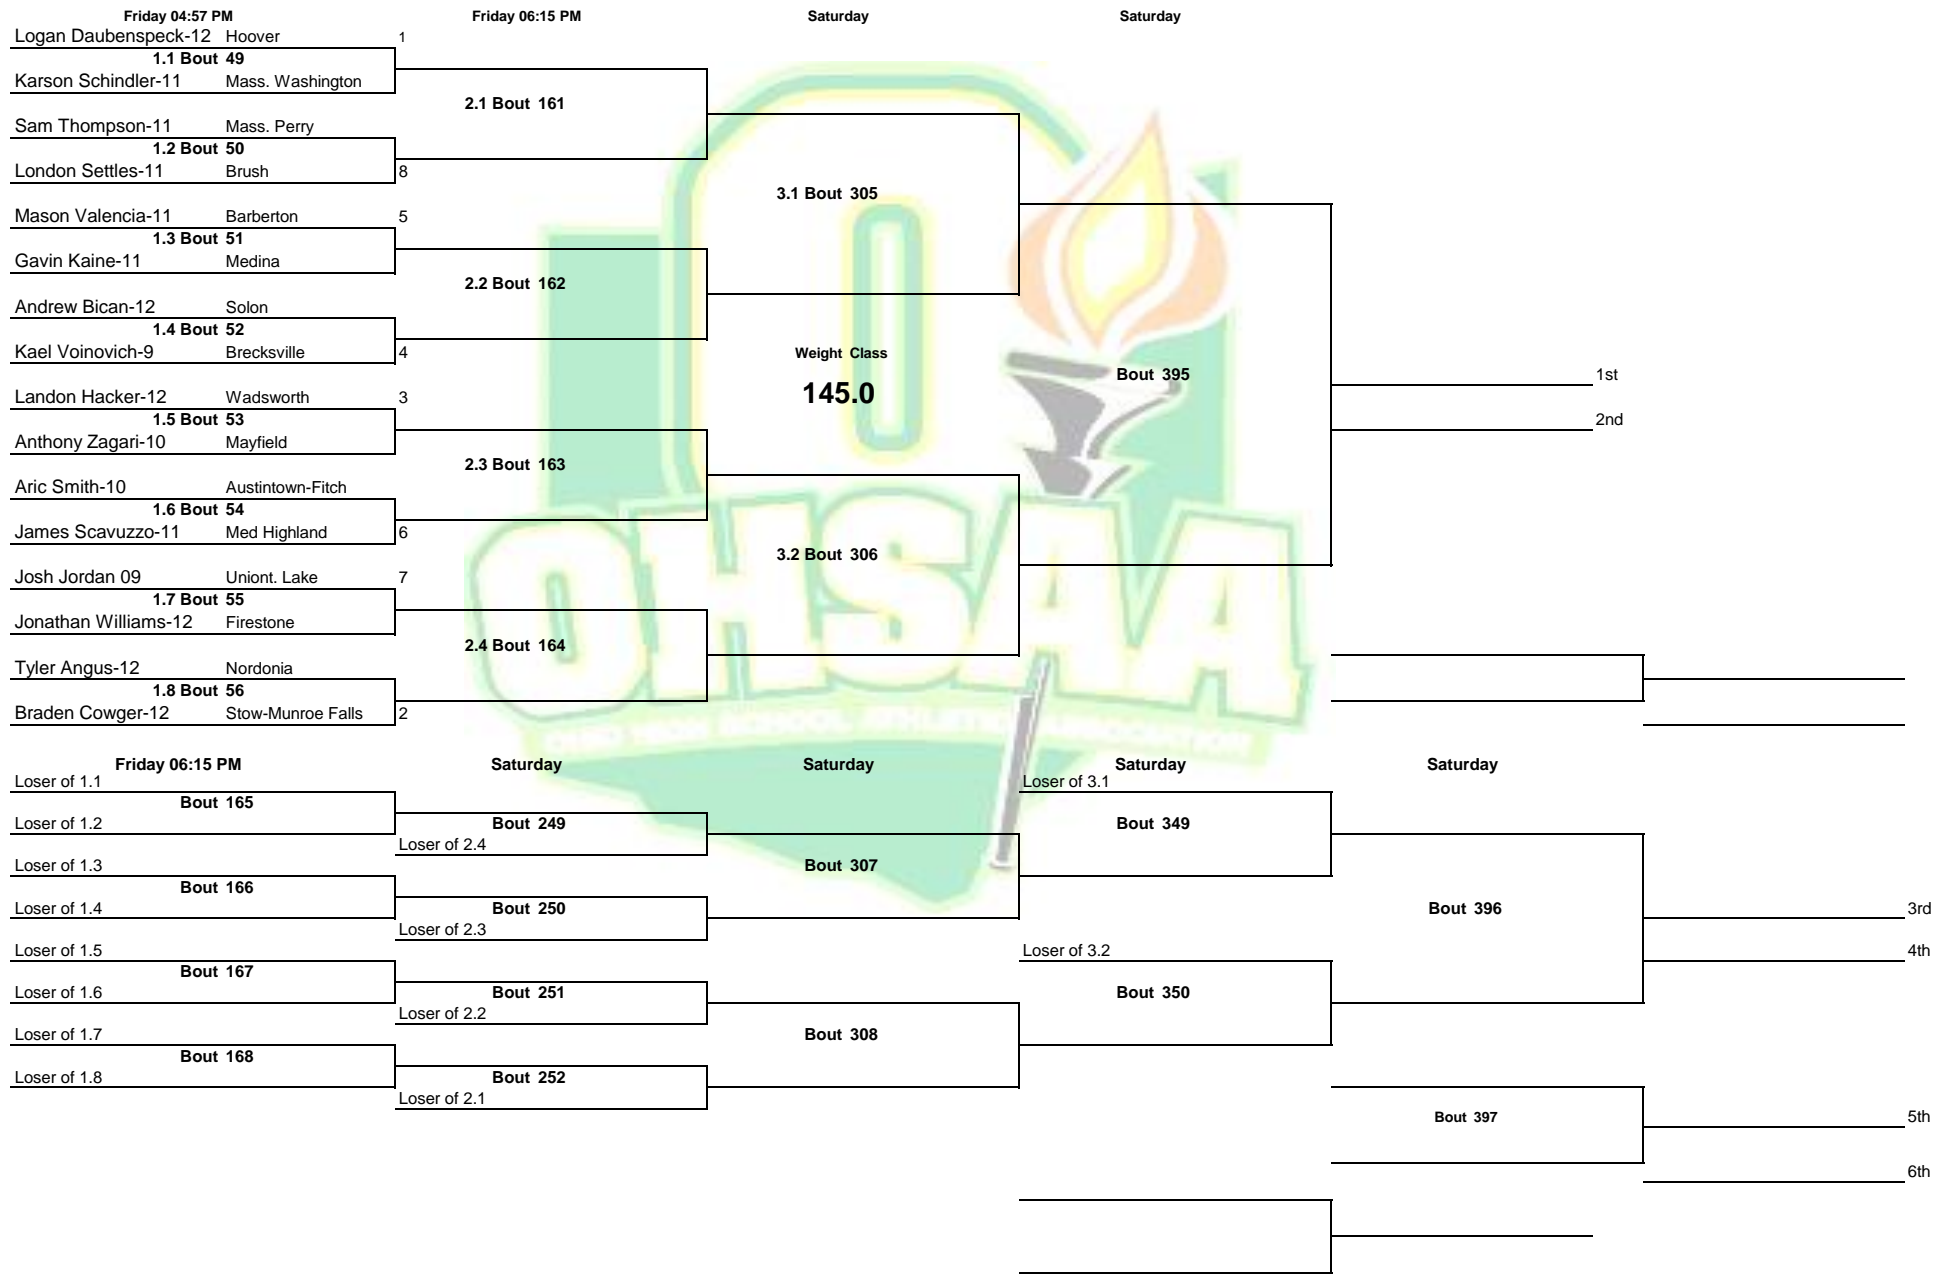 Friday 04:57 PM Friday 06:15 PM Saturday Saturday
Logan Daubenspeck-12 Hoover 1
1.1 Bout 49
Karson Schindler-11 Mass. Washington
2.1 Bout 161
Sam Thompson-11 Mass. Perry
1.2 Bout 50
London Settles-11 Brush 8
3.1 Bout 305
Mason Valencia-11 Barberton 5
1.3 Bout 51
Gavin Kaine-11 Medina
2.2 Bout 162
Andrew Bican-12 Solon
1.4 Bout 52
Kael Voinovich-9 Brecksville 4
Weight Class
145.0
Bout 395
1st
2nd
Landon Hacker-12 Wadsworth 3
1.5 Bout 53
Anthony Zagari-10 Mayfield
2.3 Bout 163
Aric Smith-10 Austintown-Fitch
1.6 Bout 54
James Scavuzzo-11 Med Highland 6
3.2 Bout 306
Josh Jordan 09 Uniont. Lake 7
1.7 Bout 55
Jonathan Williams-12 Firestone
2.4 Bout 164
Tyler Angus-12 Nordonia
1.8 Bout 56
Braden Cowger-12 Stow-Munroe Falls 2
OHSAA
OHIO HIGH SCHOOL ATHLETIC ASSOCIATION
Friday 06:15 PM Saturday Saturday Saturday Saturday
Loser of 1.1 Loser of 3.1
Bout 165
Loser of 1.2 Bout 249 Bout 349
Loser of 2.4
Loser of 1.3 Bout 307
Bout 166
Loser of 1.4 Bout 250 Bout 396 3rd
Loser of 2.3
Loser of 1.5 Loser of 3.2 4th
Bout 167
Loser of 1.6 Bout 251 Bout 350
Loser of 2.2
Loser of 1.7 Bout 308
Bout 168
Loser of 1.8 Bout 252
Loser of 2.1
Bout 397 5th
6th